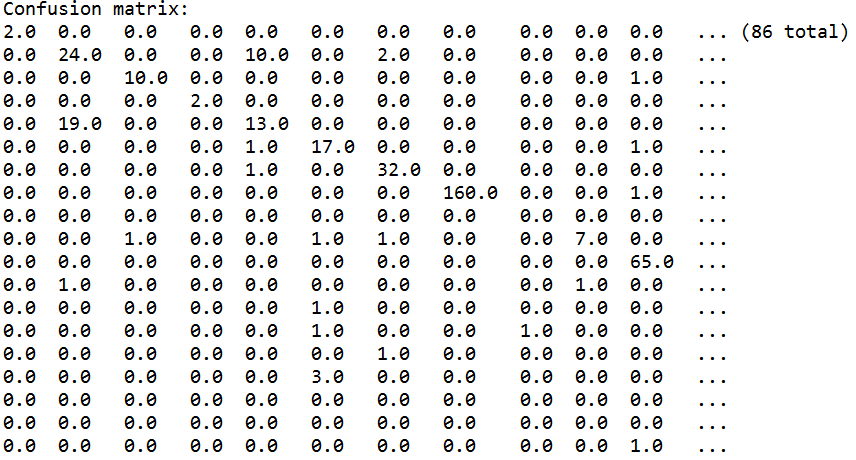 Confusion matrix:
2.0 0.0 0.0 0.0 0.0 0.0 0.0 0.0 0.0 0.0 0.0 ... (86 total)
0.0 24.0 0.0 0.0 10.0 0.0 2.0 0.0 0.0 0.0 0.0 ...
0.0 0.0 10.0 0.0 0.0 0.0 0.0 0.0 0.0 0.0 1.0 ...
0.0 0.0 0.0 2.0 0.0 0.0 0.0 0.0 0.0 0.0 0.0 ...
0.0 19.0 0.0 0.0 13.0 0.0 0.0 0.0 0.0 0.0 0.0 ...
0.0 0.0 0.0 0.0 1.0 17.0 0.0 0.0 0.0 0.0 1.0 ...
0.0 0.0 0.0 0.0 1.0 0.0 32.0 0.0 0.0 0.0 0.0 ...
0.0 0.0 0.0 0.0 0.0 0.0 0.0 160.0 0.0 0.0 1.0 ...
0.0 0.0 0.0 0.0 0.0 0.0 0.0 0.0 0.0 0.0 0.0 ...
0.0 0.0 1.0 0.0 0.0 1.0 1.0 0.0 0.0 7.0 0.0 ...
0.0 0.0 0.0 0.0 0.0 0.0 0.0 0.0 0.0 0.0 65.0 ...
0.0 1.0 0.0 0.0 0.0 0.0 0.0 0.0 0.0 1.0 0.0 ...
0.0 0.0 0.0 0.0 0.0 1.0 0.0 0.0 0.0 0.0 0.0 ...
0.0 0.0 0.0 0.0 0.0 1.0 0.0 0.0 1.0 0.0 0.0 ...
0.0 0.0 0.0 0.0 0.0 0.0 1.0 0.0 0.0 0.0 0.0 ...
0.0 0.0 0.0 0.0 0.0 3.0 0.0 0.0 0.0 0.0 0.0 ...
0.0 0.0 0.0 0.0 0.0 0.0 0.0 0.0 0.0 0.0 0.0 ...
0.0 0.0 0.0 0.0 0.0 0.0 0.0 0.0 0.0 0.0 0.0 ...
0.0 0.0 0.0 0.0 0.0 0.0 0.0 0.0 0.0 0.0 1.0 ...